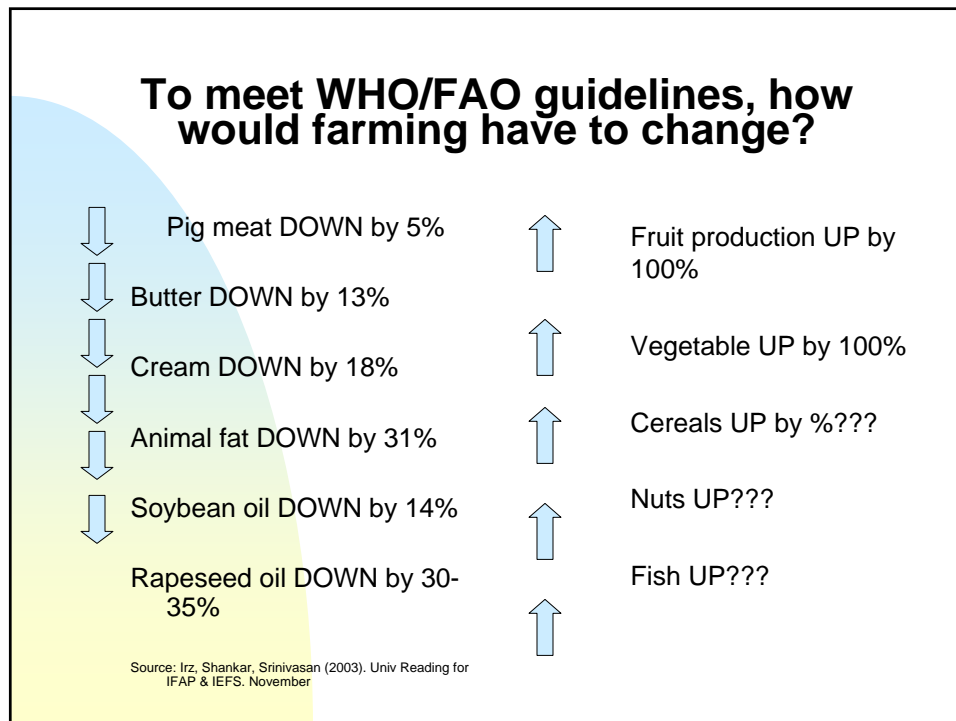 To meet WHO/FAO guidelines, how
would farming have to change?
Pig meat DOWN by 5%
Butter DOWN by 13%
Cream DOWN by 18%
Animal fat DOWN by 31%
Soybean oil DOWN by 14%
Rapeseed oil DOWN by 30-
35%
Fruit production UP by
100%
Vegetable UP by 100%
Cereals UP by %???
Nuts UP???
Fish UP???
Source: Irz, Shankar, Srinivasan (2003). Univ Reading for
IFAP & IEFS. November